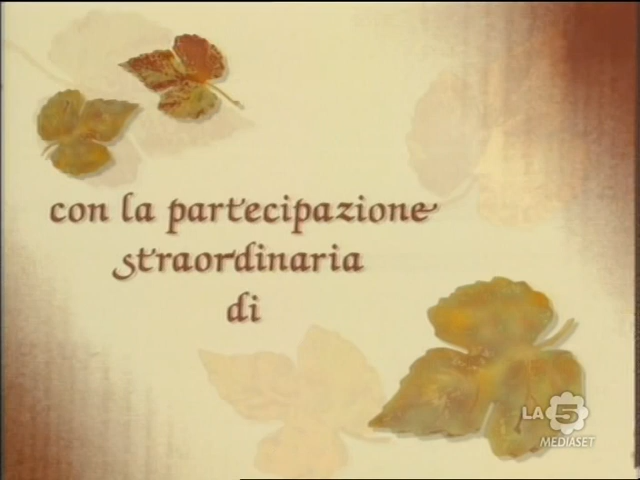 con la partecipazione
straordinaria
di
LA 5
MEDIASET